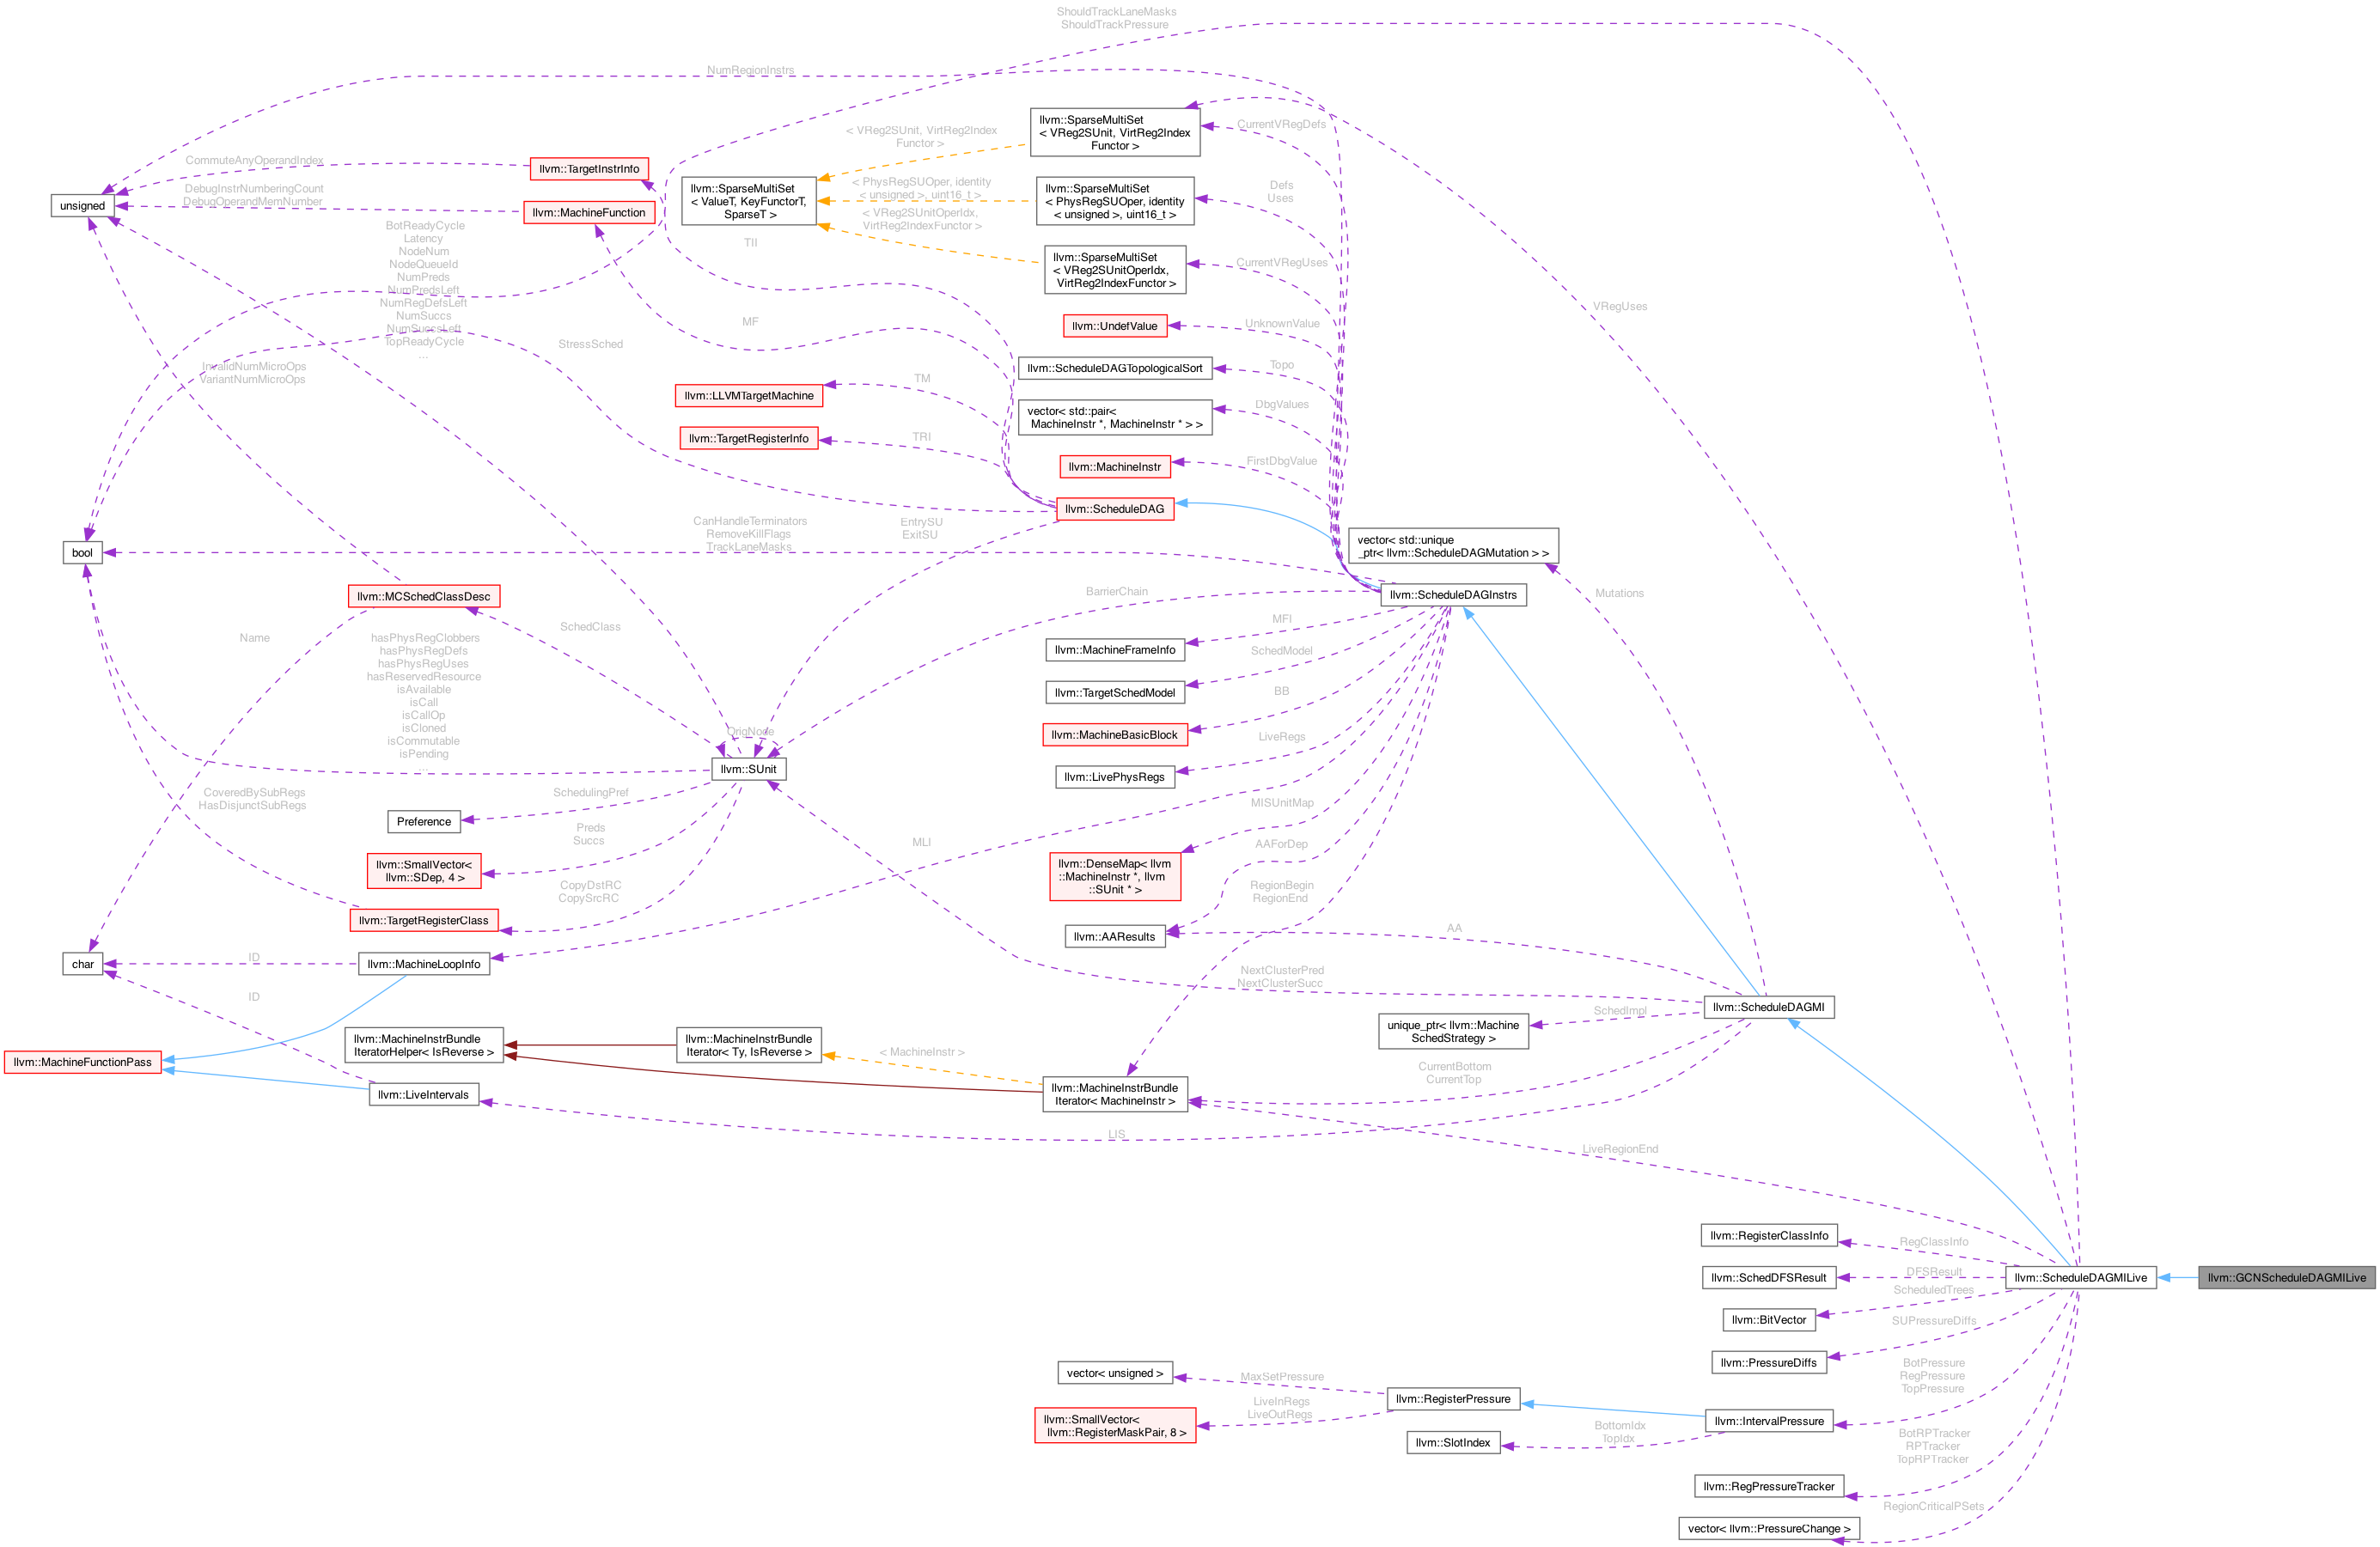 ShouldTrackLaneMasks
ShouldTrackPressure
NumRegionInstrs
llvm::SparseMultiSet
< VReg2SUnit, VirtReg2Index
Functor >
CurrentVRegDefs
< VReg2SUnit, VirtReg2Index
Functor >
CommuteAnyOperandIndex
llvm::TargetInstrInfo
DebugInstrNumberingCount
DebugOperandMemNumber
unsigned
llvm::MachineFunction
llvm::SparseMultiSet
< ValueT, KeyFunctorT,
SparseT >
< PhysRegSUOper, identity
< unsigned >, uint16_t >
llvm::SparseMultiSet
< PhysRegSUOper, identity
< unsigned >, uint16_t >
Defs
Uses
< VReg2SUnitOperIdx,
VirtReg2IndexFunctor >
TII
llvm::SparseMultiSet
< VReg2SUnitOperIdx,
VirtReg2IndexFunctor >
CurrentVRegUses
BotReadyCycle
Latency
NodeNum
NodeQueueId
NumPreds
NumPredsLeft
NumRegDefsLeft
NumSuccs
NumSuccsLeft
TopReadyCycle
...
MF
StressSched
llvm::UndefValue
UnknownValue
VRegUses
InvalidNumMicroOps
VariantNumMicroOps
llvm::ScheduleDAGTopologicalSort
Topo
llvm::LLVMTargetMachine
TM
vector< std::pair<
MachineInstr *, MachineInstr * > >
DbgValues
llvm::TargetRegisterInfo
TRI
llvm::MachineInstr
FirstDbgValue
llvm::ScheduleDAG
CanHandleTerminators
RemoveKillFlags
TrackLaneMasks
EntrySU
ExitSU
bool
vector< std::unique
_ptr< llvm::ScheduleDAGMutation > >
llvm::MCSchedClassDesc
BarrierChain
llvm::ScheduleDAGInstrs
Mutations
Name
SchedClass
hasPhysRegClobbers
hasPhysRegDefs
hasPhysRegUses
hasReservedResource
isAvailable
isCall
isCallOp
isCloned
isCommutable
isPending
...
MFI
llvm::MachineFrameInfo
SchedModel
llvm::TargetSchedModel
BB
llvm::MachineBasicBlock
OrigNode
llvm::SUnit
LiveRegs
llvm::LivePhysRegs
CoveredBySubRegs
HasDisjunctSubRegs
SchedulingPref
Preference
MISUnitMap
Preds
Succs
llvm::SmallVector<
llvm::SDep, 4 >
MLI
AAForDep
llvm::DenseMap< llvm
::MachineInstr *, llvm
::SUnit * >
CopyDstRC
CopySrcRC
llvm::TargetRegisterClass
RegionBegin
RegionEnd
llvm::AAResults
AA
char
ID
llvm::MachineLoopInfo
NextClusterPred
NextClusterSucc
ID
llvm::ScheduleDAGMI
SchedImpl
unique_ptr< llvm::Machine
SchedStrategy >
llvm::MachineInstrBundle
IteratorHelper< IsReverse >
llvm::MachineInstrBundle
Iterator< Ty, IsReverse >
< MachineInstr >
llvm::MachineFunctionPass
llvm::LiveIntervals
llvm::MachineInstrBundle
Iterator< MachineInstr >
CurrentBottom
CurrentTop
LIS
LiveRegionEnd
llvm::RegisterClassInfo
RegClassInfo
llvm::SchedDFSResult
DFSResult
llvm::ScheduleDAGMILive
llvm::GCNScheduleDAGMILive
ScheduledTrees
llvm::BitVector
SUPressureDiffs
llvm::PressureDiffs
BotPressure
RegPressure
TopPressure
vector< unsigned >
MaxSetPressure
llvm::RegisterPressure
LiveInRegs
LiveOutRegs
llvm::SmallVector<
llvm::RegisterMaskPair, 8 >
llvm::IntervalPressure
BottomIdx
TopIdx
llvm::SlotIndex
BotRPTracker
RPTracker
TopRPTracker
llvm::RegPressureTracker
RegionCriticalPSets
vector< llvm::PressureChange >